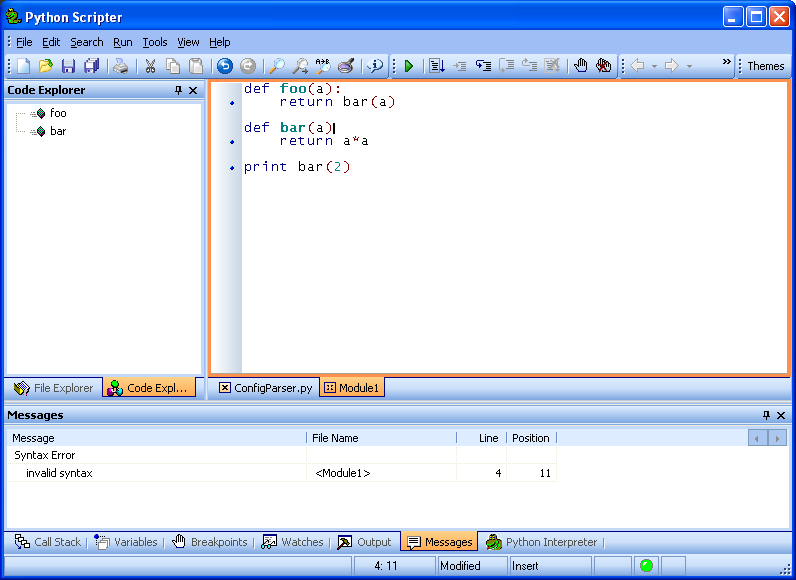 Python Scripter
File Edit Search Run Tools View Help
Themes
Code Explorer
foo
bar
def foo(a):
return bar(a)
def bar(a)
return a*a
print bar(2)
File Explorer Code Expl...
ConfigParser.py Module1
Messages
Message File Name Line Position
Syntax Error
invalid syntax <Module1> 4 11
Call Stack Variables Breakpoints Watches Output Messages Python Interpreter
4: 11 Modified Insert